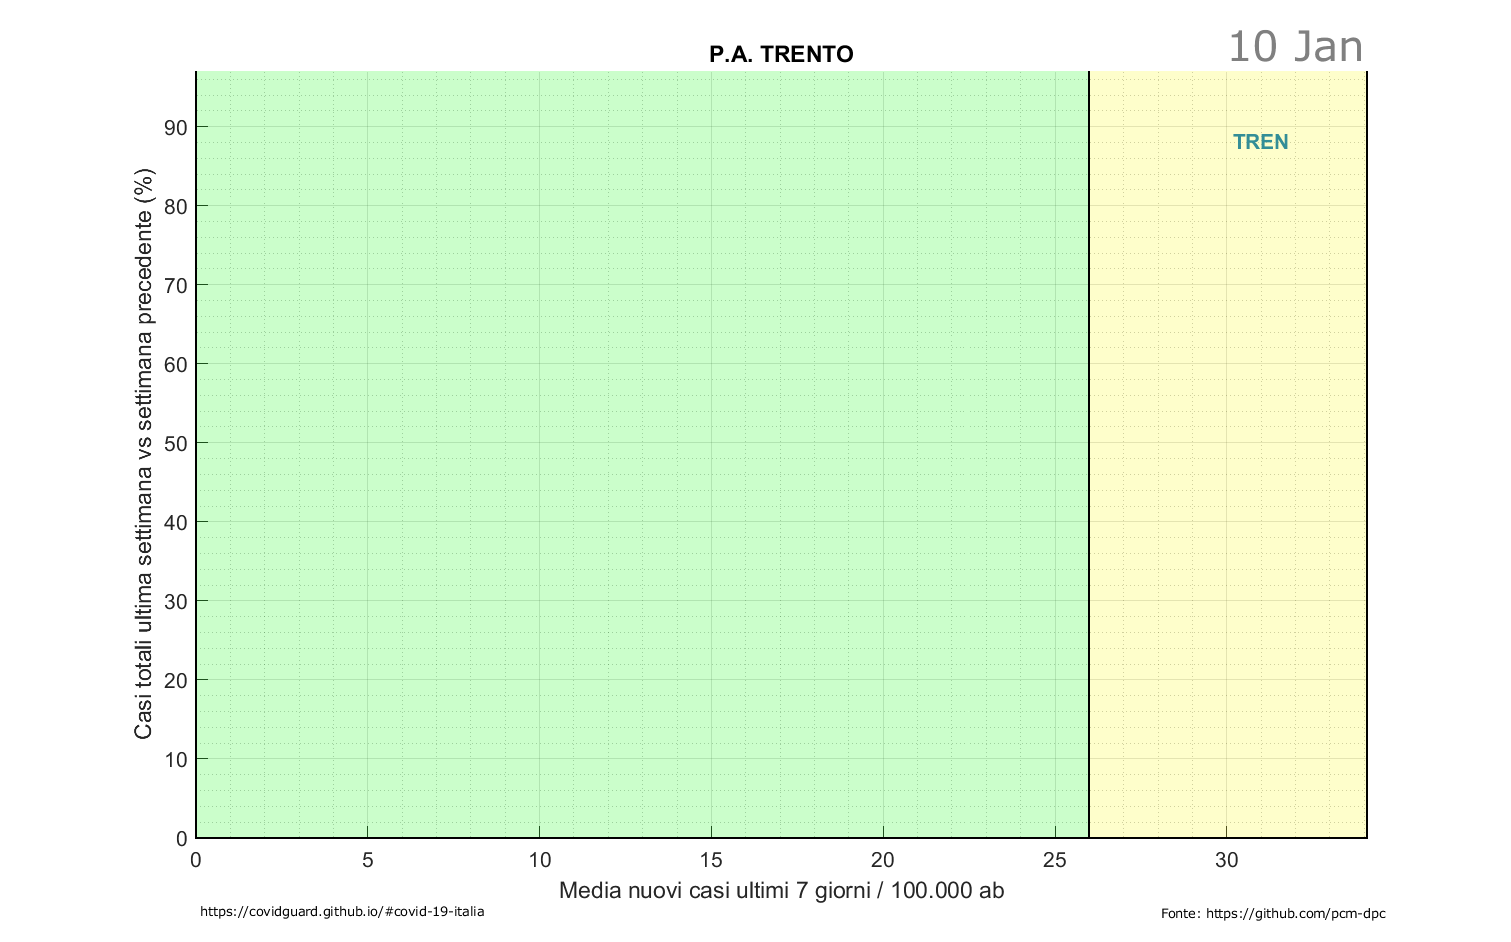 P.A. TRENTO
10 Jan
TREN
Casi totali ultima settimana vs settimana precedente (%)
90
80
70
60
50
40
30
20
10
0
0 5 10 15 20 25 30
Media nuovi casi ultimi 7 giorni / 100.000 ab
https://covidguard.github.io/#covid-19-italia
Fonte: https://github.com/pcm-dpc